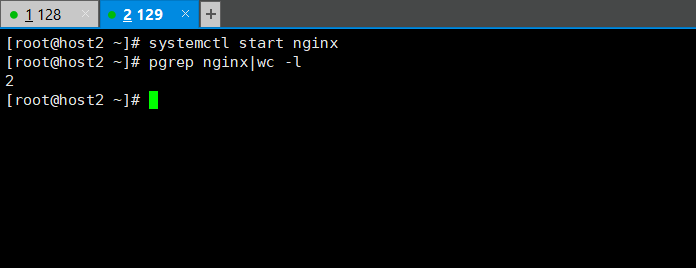 1 128 × 2 129 × +
[root@host2 ~]# systemctl start nginx
[root@host2 ~]# pgrep nginx|wc -l
2
[root@host2 ~]#